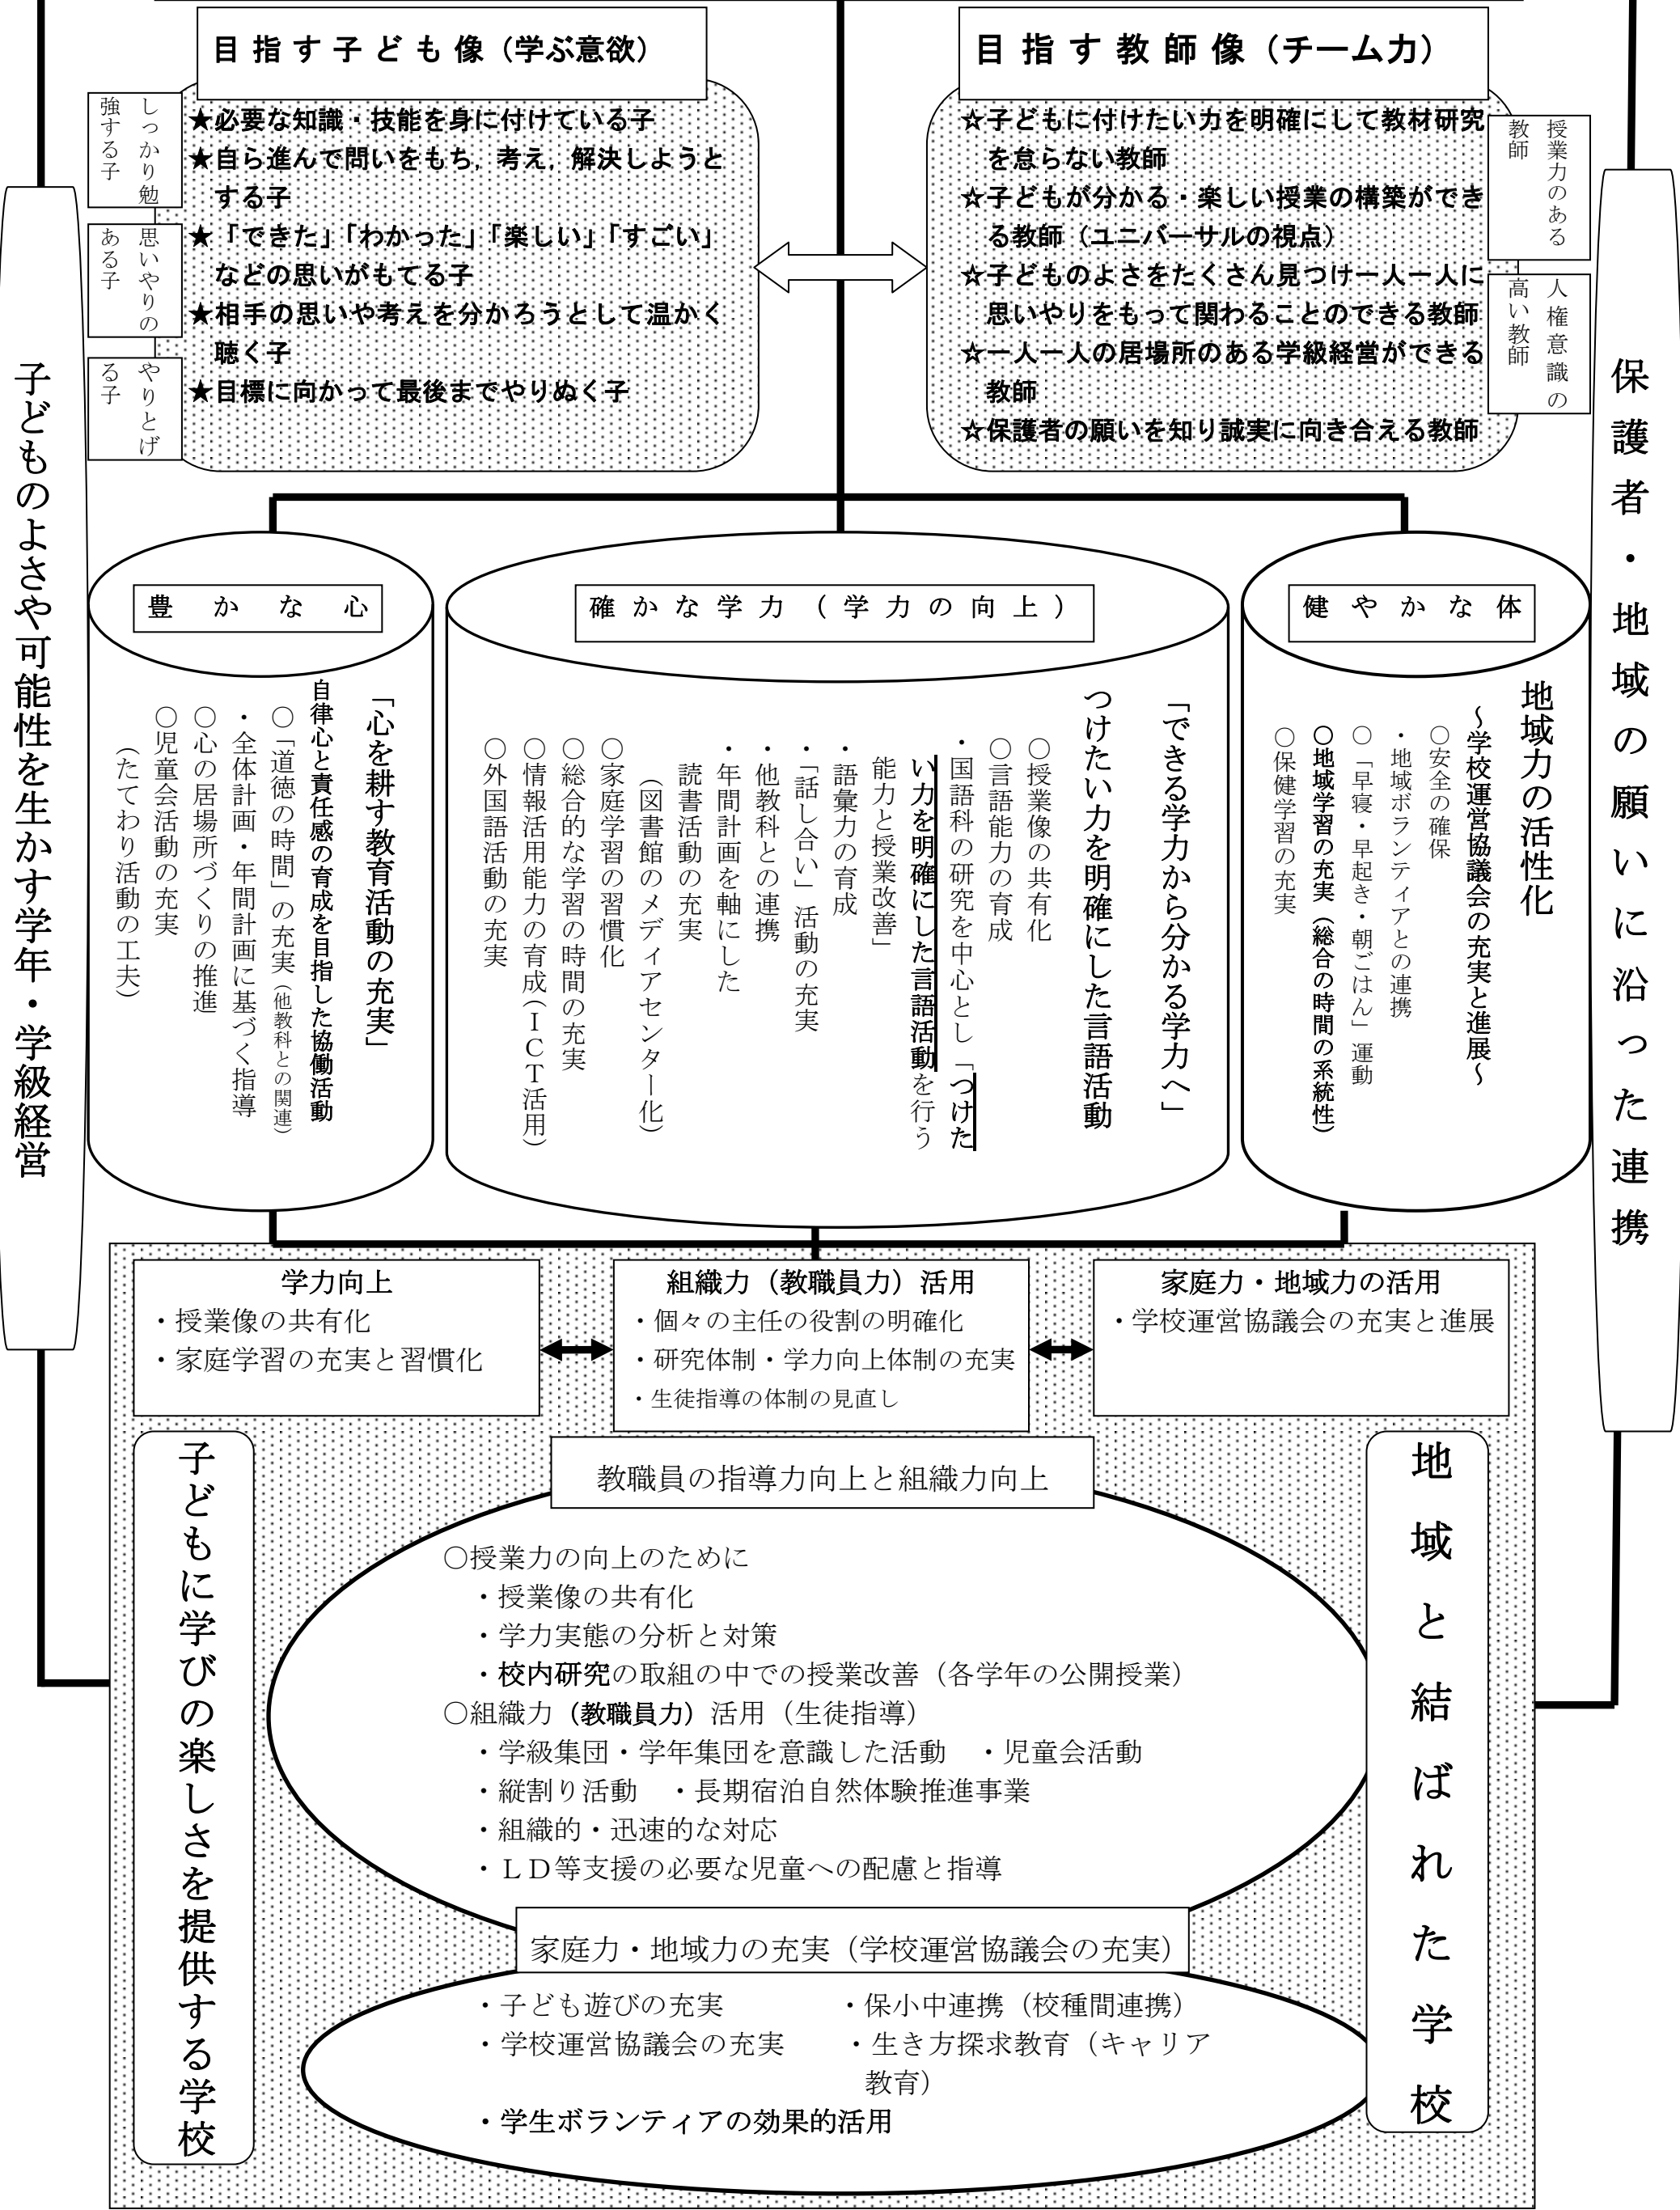 目指す子ども像（学ぶ意欲）
しっかり勉
強する子
思いやりの
ある子
やりとげ
る子
★必要な知識・技能を身に付けている子
★自ら進んで問いをもち，考え，解決しようと
する子
★「できた」「わかった」「楽しい」「すごい」
などの思いがもてる子
★相手の思いや考えを分かろうとして温かく
聴く子
★目標に向かって最後までやりぬく子
目指す教師像（チーム力）
☆子どもに付けたい力を明確にして教材研究
を怠らない教師
☆子どもが分かる・楽しい授業の構築ができ
る教師（ユニバーサルの視点）
☆子どものよさをたくさん見つけ一人一人に
思いやりをもって関わることのできる教師
☆一人一人の居場所のある学級経営ができる
教師
☆保護者の願いを知り誠実に向き合える教師
授業力のある
教師
人権意識の
高い教師
子どものよさや可能性を生かす学年・学級経営
保護者・地域の願いに沿った連携
豊かな心
「心を耕す教育活動の充実」
自律心と責任感の育成を目指した協働活動
〇「道徳の時間」の充実（他教科との関連）
・全体計画・年間計画に基づく指導
〇心の居場所づくりの推進
〇児童会活動の充実
（たてわり活動の工夫）
確かな学力（学力の向上）
「できる学力から分かる学力へ」
つけたい力を明確にした言語活動
〇授業像の共有化
〇言語能力の育成
・国語科の研究を中心とし「つけた
い力を明確にした言語活動を行う
能力と授業改善」
・語彙力の育成
・「話し合い」活動の充実
・他教科との連携
・年間計画を軸にした
読書活動の充実
（図書館のメディアセンター化）
〇家庭学習の習慣化
〇総合的な学習の時間の充実
〇情報活用能力の育成（ＩＣＴ活用）
〇外国語活動の充実
健やかな体
地域力の活性化
～学校運営協議会の充実と進展～
〇安全の確保
・地域ボランティアとの連携
〇「早寝・早起き・朝ごはん」運動
〇地域学習の充実（総合の時間の系統性）
〇保健学習の充実
学力向上
・授業像の共有化
・家庭学習の充実と習慣化
組織力（教職員力）活用
・個々の主任の役割の明確化
・研究体制・学力向上体制の充実
・生徒指導の体制の見直し
家庭力・地域力の活用
・学校運営協議会の充実と進展
子どもに学びの楽しさを提供する学校
地域と結ばれた学校
教職員の指導力向上と組織力向上
〇授業力の向上のために
・授業像の共有化
・学力実態の分析と対策
・校内研究の取組の中での授業改善（各学年の公開授業）
〇組織力（教職員力）活用（生徒指導）
・学級集団・学年集団を意識した活動　・児童会活動
・縦割り活動　・長期宿泊自然体験推進事業
・組織的・迅速的な対応
・ＬＤ等支援の必要な児童への配慮と指導
家庭力・地域力の充実（学校運営協議会の充実）
・子ども遊びの充実　・保小中連携（校種間連携）
・学校運営協議会の充実　・生き方探求教育（キャリア
教育）
・学生ボランティアの効果的活用